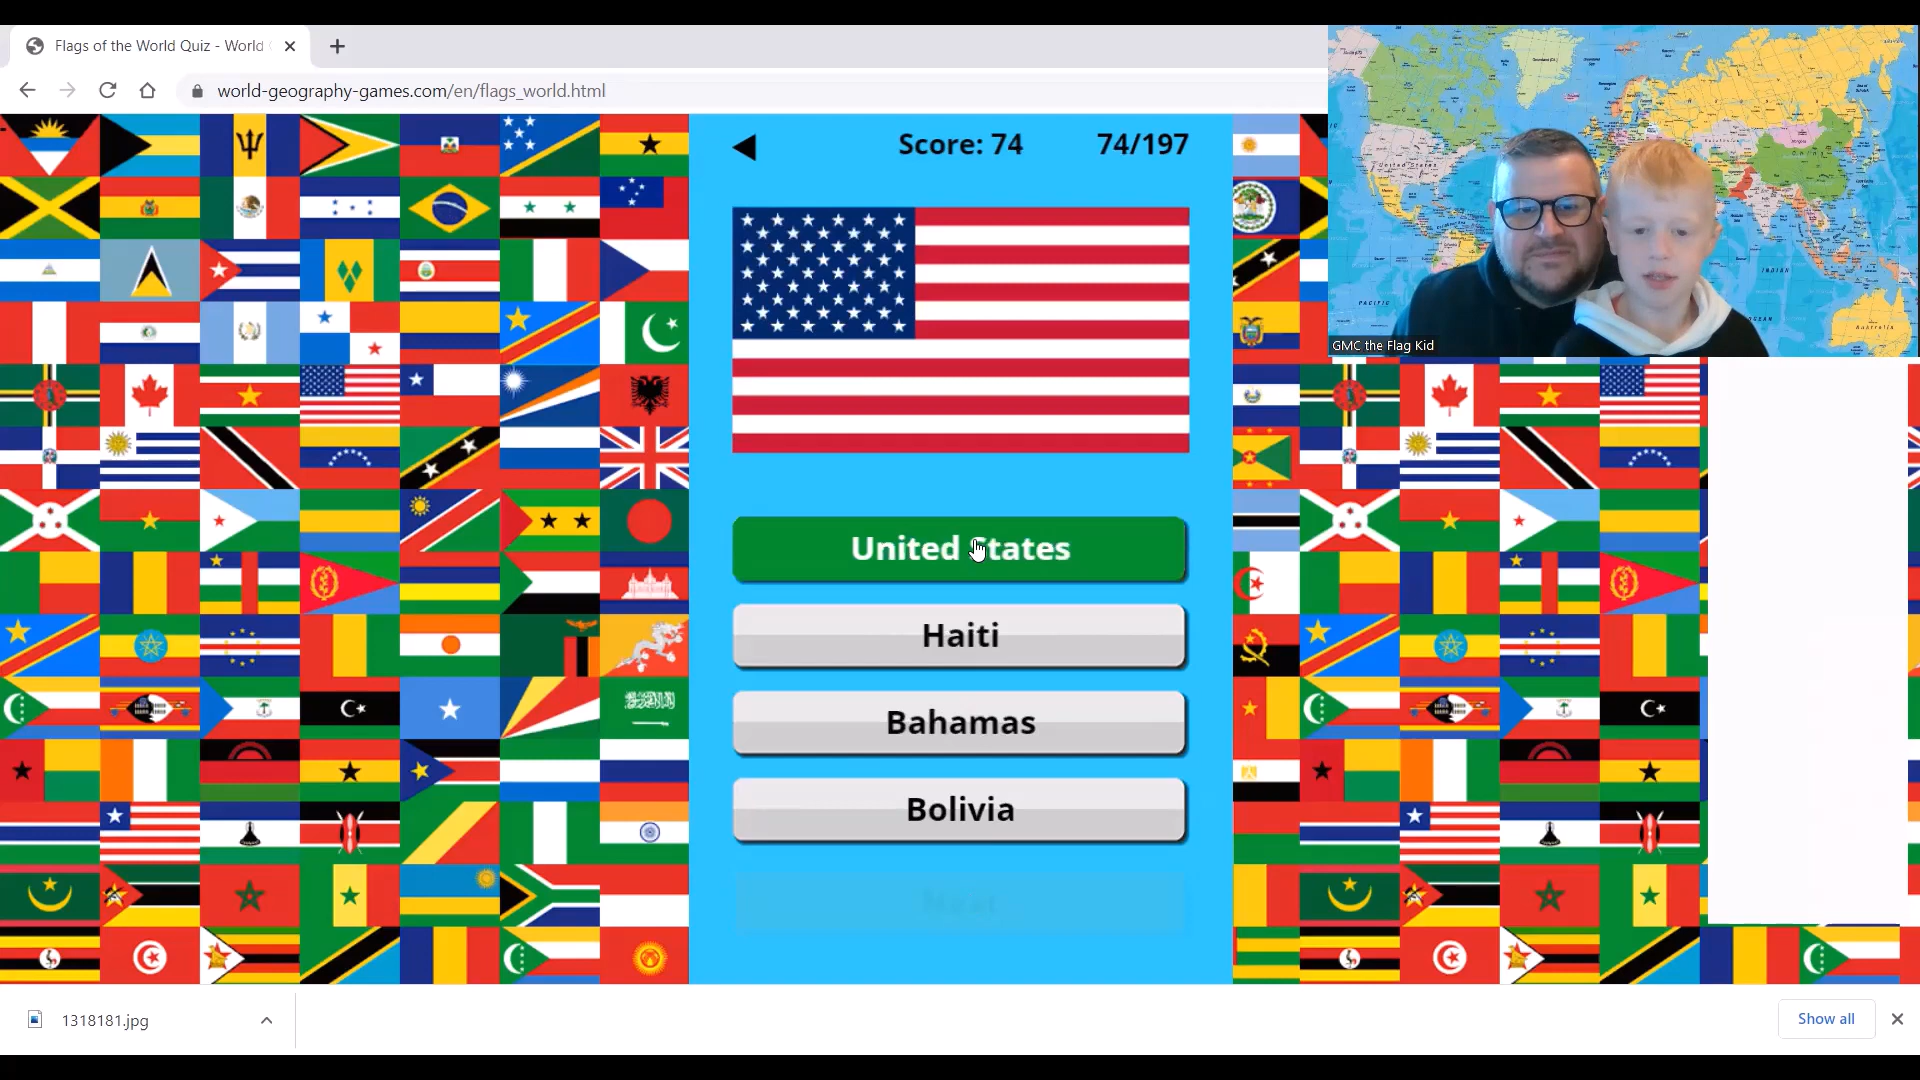 Flags of the World Quiz - World
world-geography-games.com/en/flags_world.html
Score: 74
74/197
United States
Haiti
Bahamas
Bolivia
Next
GMC the Flag Kid
1318181.jpg
Show all